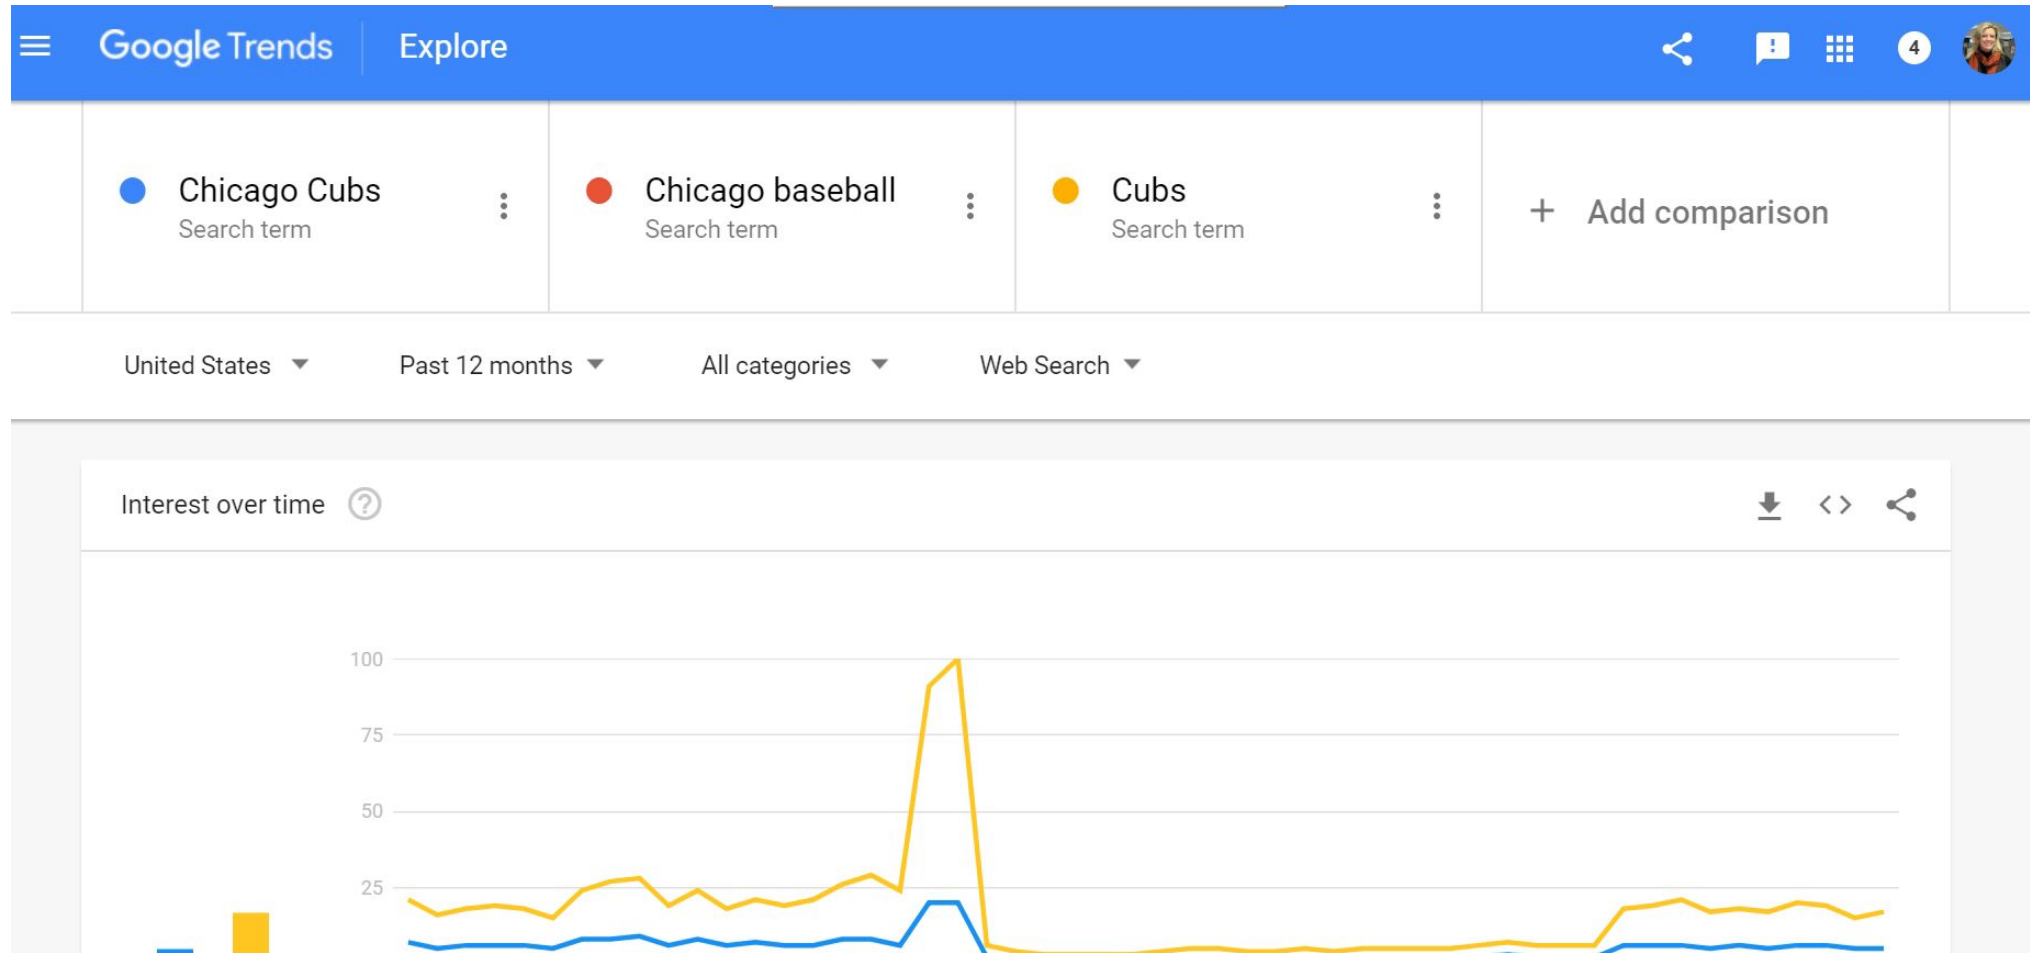 Google Trends Explore 4
Chicago Cubs
Search term
Chicago baseball
Search term
Cubs
Search term
+ Add comparison
United States Past 12 months All categories Web Search
Interest over time ?
100
75
50
25